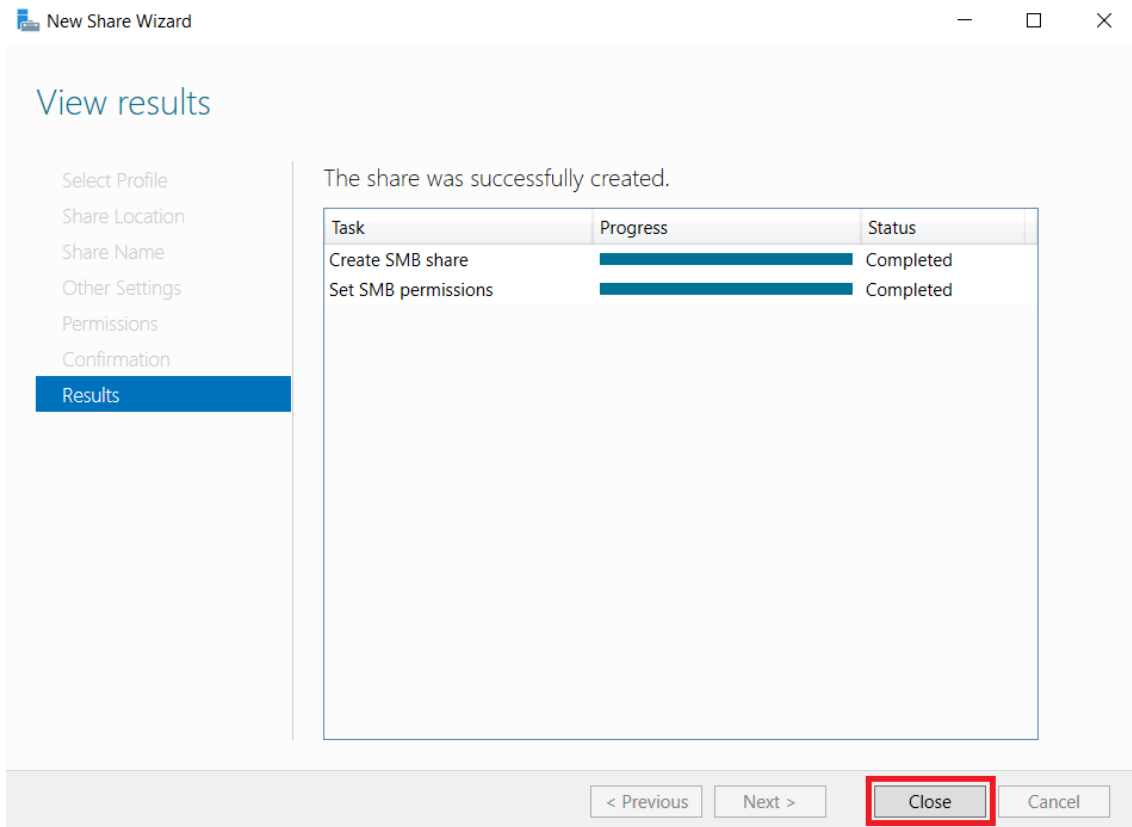 New Share Wizard
View results
Select Profile
Share Location
Share Name
Other Settings
Permissions
Confirmation
Results
The share was successfully created.
Task Progress Status
Create SMB share Completed
Set SMB permissions Completed
< Previous Next > Close Cancel